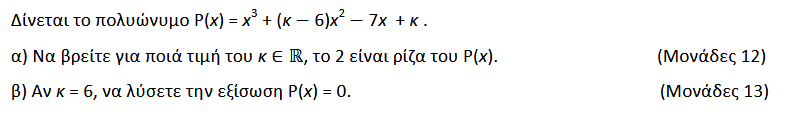 Δίνεται το πολυώνυμο P(x) = x³ + (κ − 6)x² − 7x + κ .
α) Να βρείτε για ποιά τιμή του κ ∈ ℝ, το 2 είναι ρίζα του P(x). (Μονάδες 12)
β) Αν κ = 6, να λύσετε την εξίσωση P(x) = 0. (Μονάδες 13)